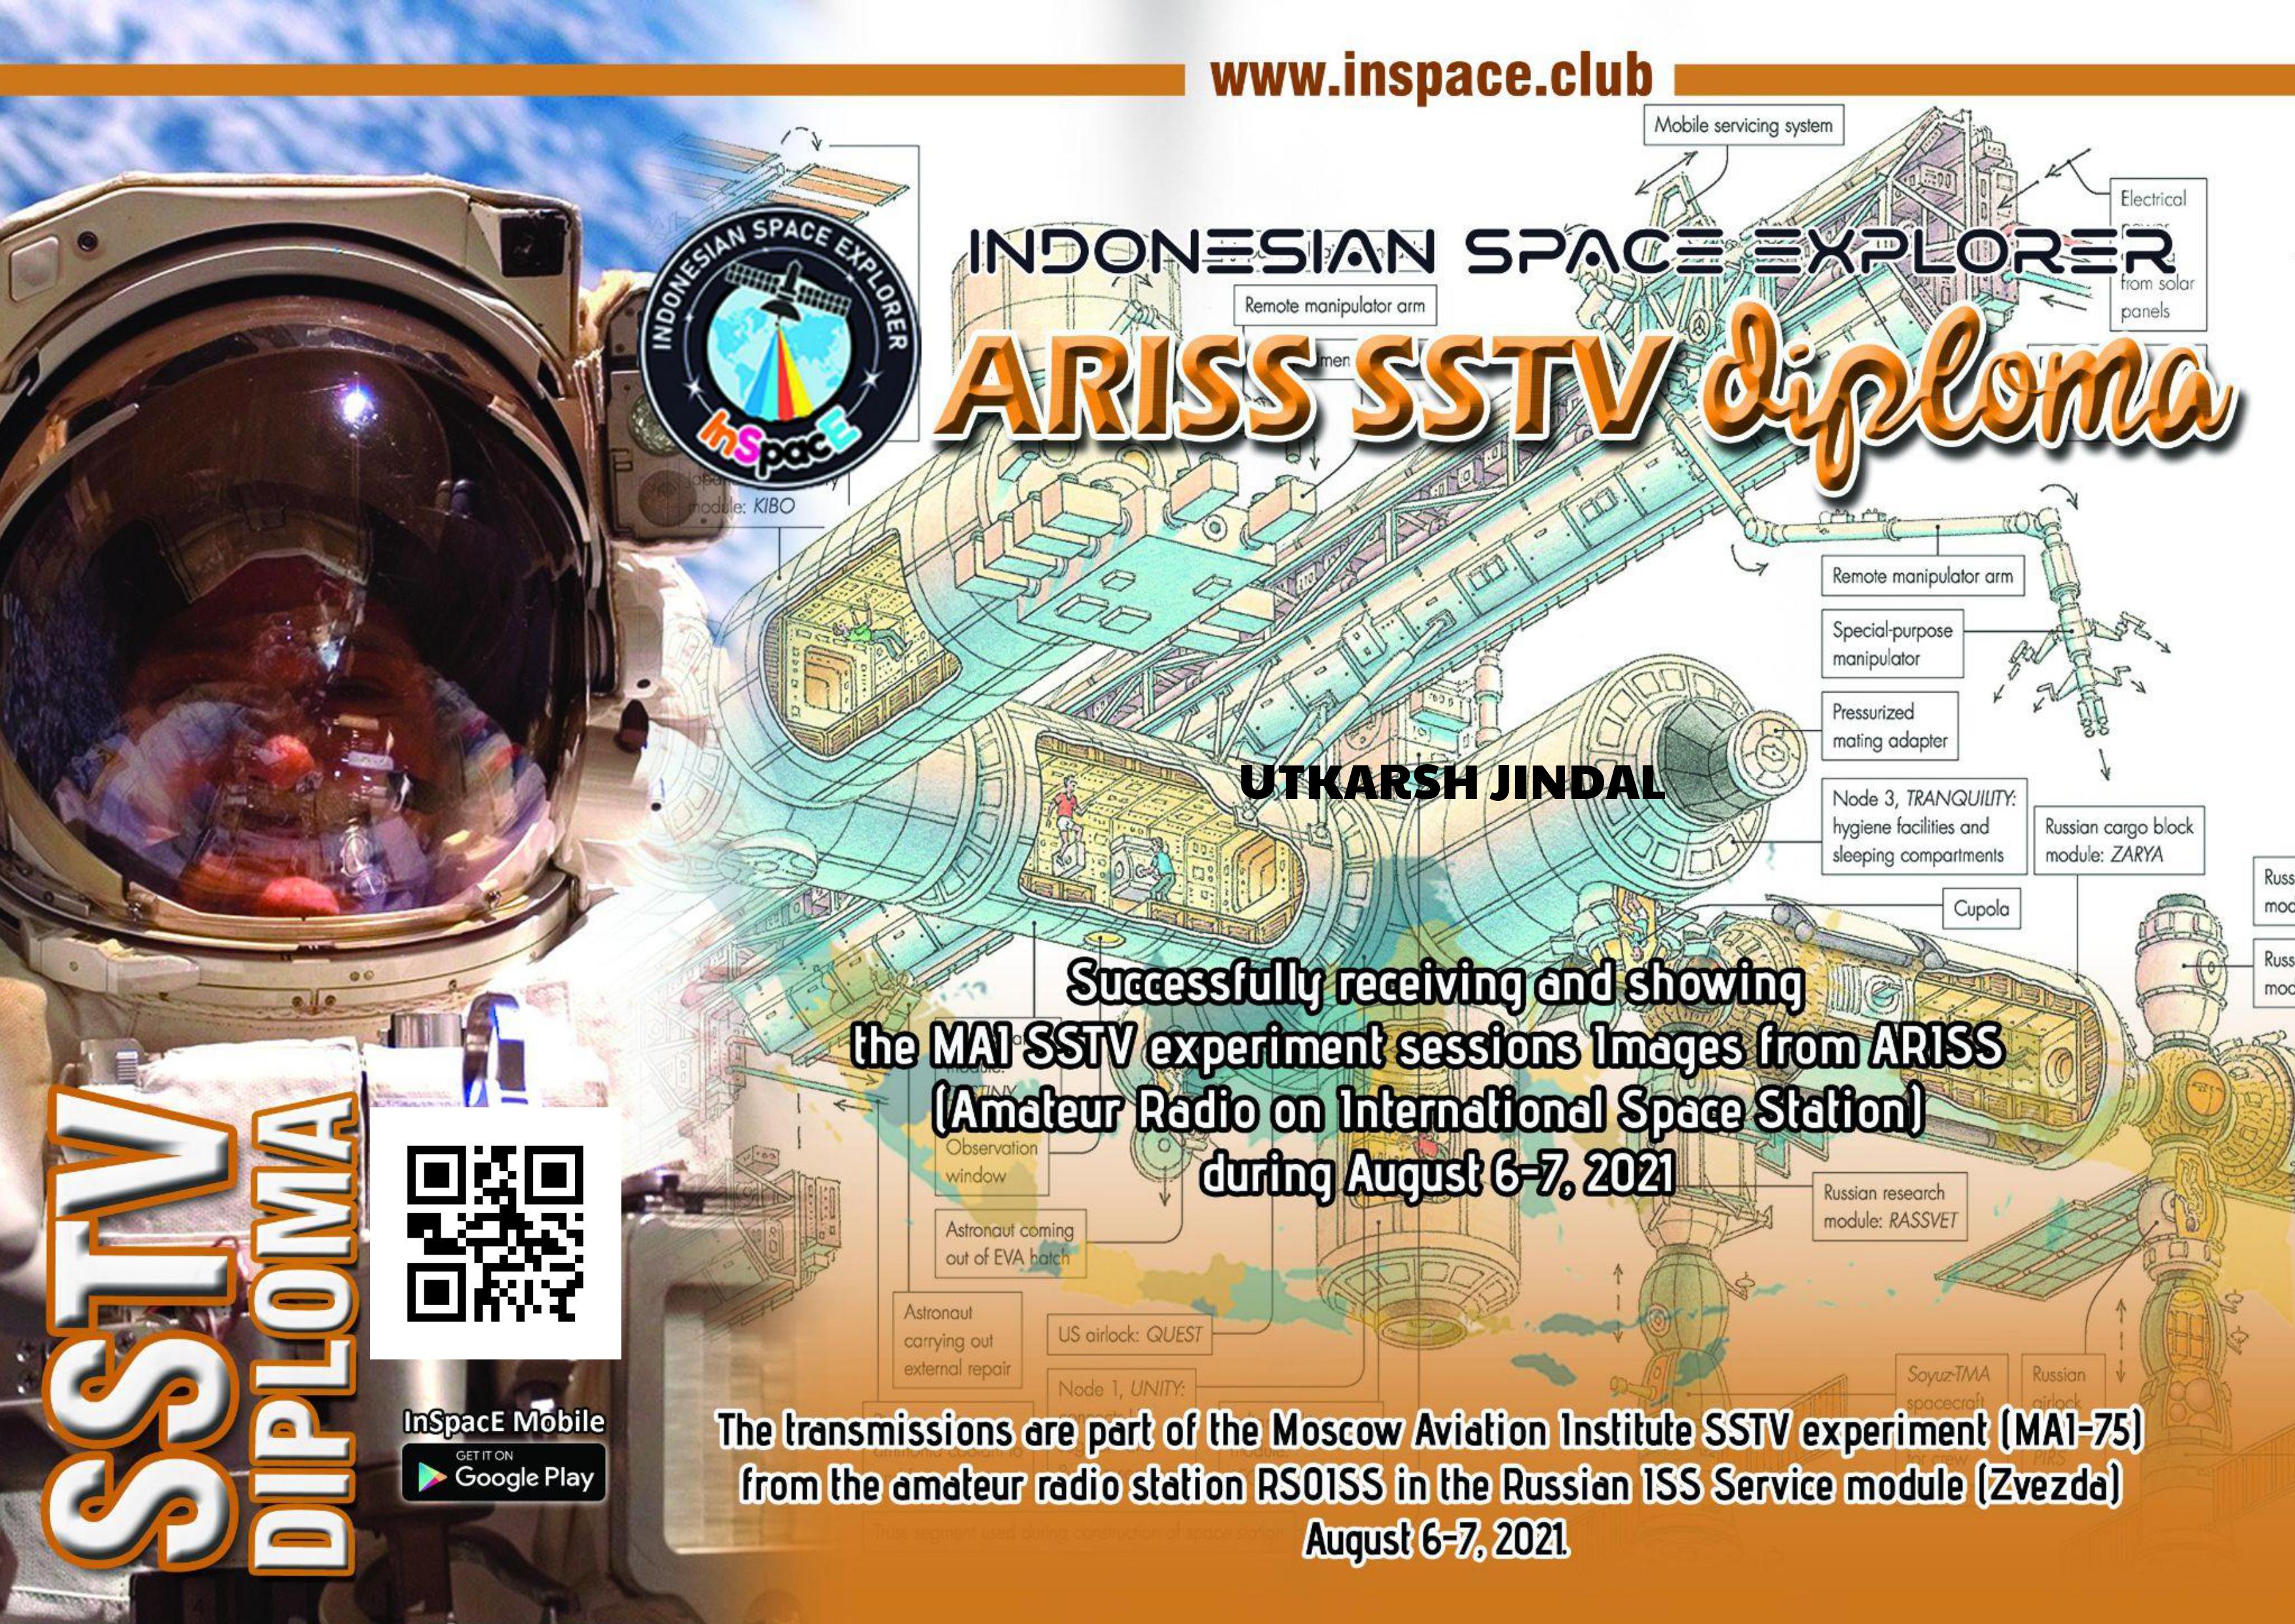 www.inspace.club
Mobile servicing system
Electrical
from solar
panels
INDONESIAN SPACE EXPLORER
InSpacE
INDONESIAN SPACE EXPLORER
Remote manipulator arm
ARISS SSTV diploma
module: KIBO
Remote manipulator arm
Special-purpose
manipulator
Pressurized
mating adapter
UTKARSH JINDAL
Node 3, TRANQUILITY:
hygiene facilities and
sleeping compartments
Russian cargo block
module: ZARYA
Cupola
Successfully receiving and showing
the MAI SSTV experiment sessions Images from ARISS
(Amateur Radio on International Space Station)
during August 6-7, 2021
Observation
window
Astronaut coming
out of EVA hatch
Russian research
module: RASSVET
Astronaut
carrying out
external repair
US airlock: QUEST
Node 1, UNITY:
Soyuz-TMA
spacecraft
Russian
airlock
PIRS
SSTV
DIPLOMA
InSpacE Mobile
GET IT ON
Google Play
The transmissions are part of the Moscow Aviation Institute SSTV experiment (MAI-75)
from the amateur radio station RS0ISS in the Russian ISS Service module (Zvezda)
August 6-7, 2021.